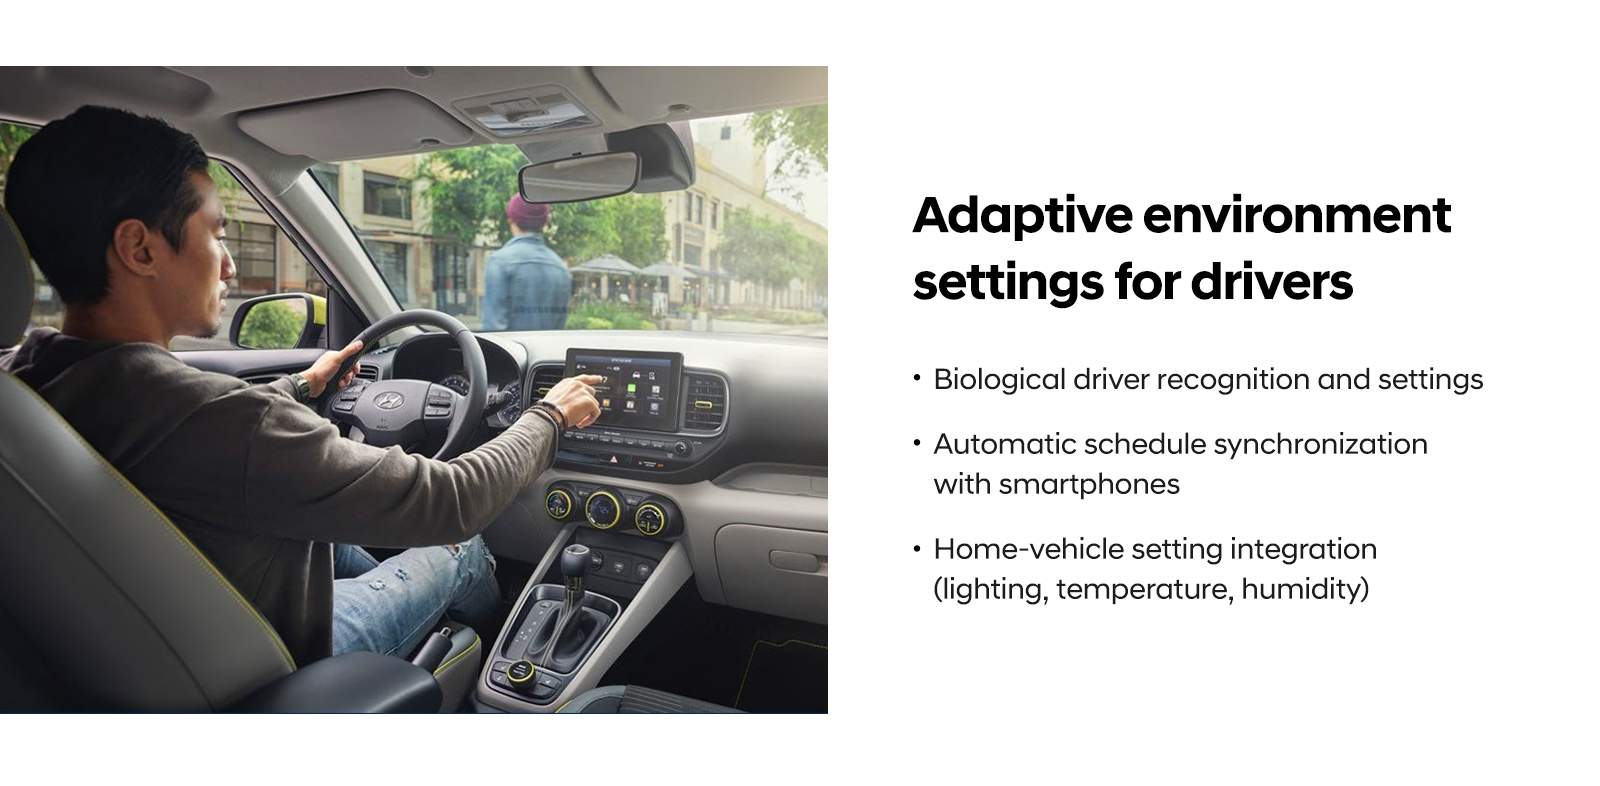 Adaptive environment
settings for drivers
• Biological driver recognition and settings
• Automatic schedule synchronization
with smartphones
• Home-vehicle setting integration
(lighting, temperature, humidity)